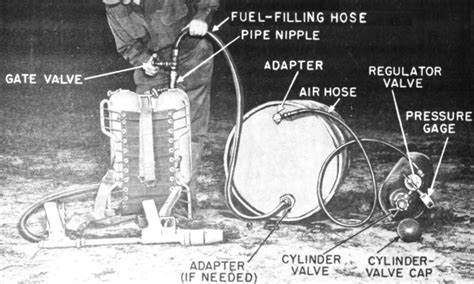 FUEL-FILLING HOSE
PIPE NIPPLE
GATE VALVE
ADAPTER
AIR HOSE
REGULATOR
VALVE
PRESSURE
GAGE
ADAPTER
(IF NEEDED)
CYLINDER
VALVE
CYLINDER-
VALVE CAP